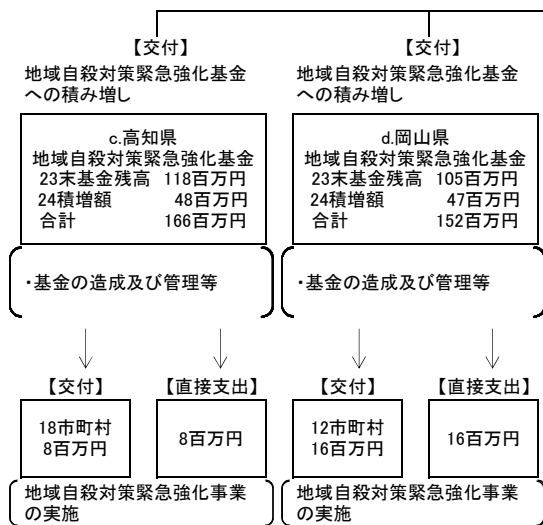 【交付】
地域自殺対策緊急強化基金
への積み増し
c.高知県
地域自殺対策緊急強化基金
23末基金残高 118百万円
24積増額 48百万円
合計 166百万円
・基金の造成及び管理等
【交付】
18市町村
8百万円
【直接支出】
8百万円
地域自殺対策緊急強化事業
の実施
【交付】
地域自殺対策緊急強化基金
への積み増し
d.岡山県
地域自殺対策緊急強化基金
23末基金残高 105百万円
24積増額 47百万円
合計 152百万円
・基金の造成及び管理等
【交付】
12市町村
16百万円
【直接支出】
16百万円
地域自殺対策緊急強化事業
の実施